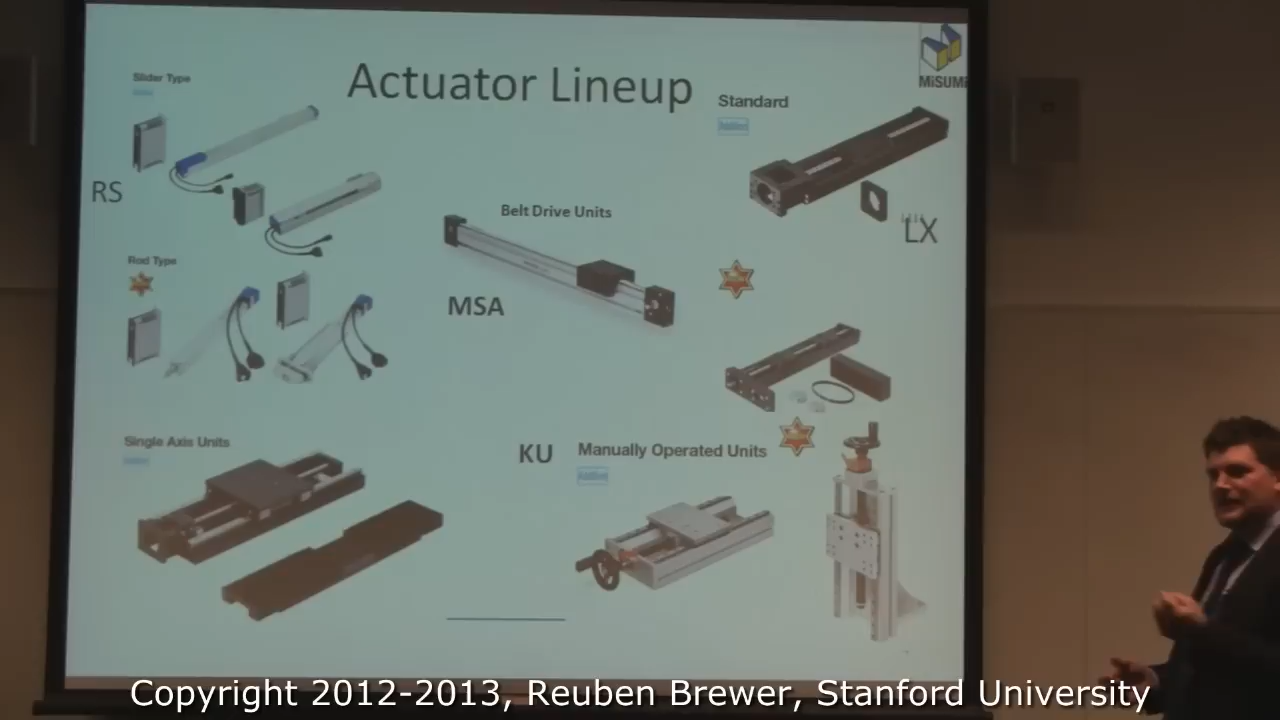 Actuator Lineup
MiSUMi
Slider Type
Standard
RS
Belt Drive Units
LX
Rod Type
MSA
Single Axis Units
KU
Manually Operated Units
Copyright 2012-2013, Reuben Brewer, Stanford University